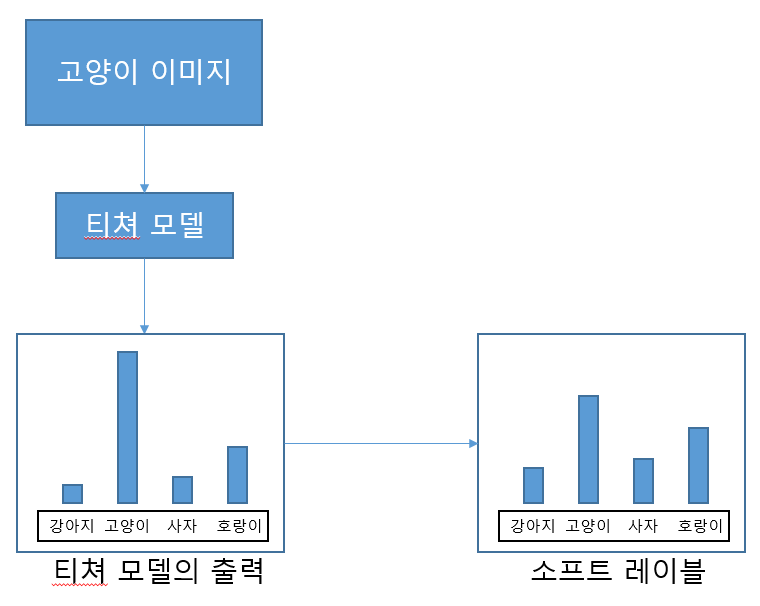 고양이 이미지
티쳐 모델
강아지 고양이 사자 호랑이
티쳐 모델의 출력
강아지 고양이 사자 호랑이
소프트 레이블